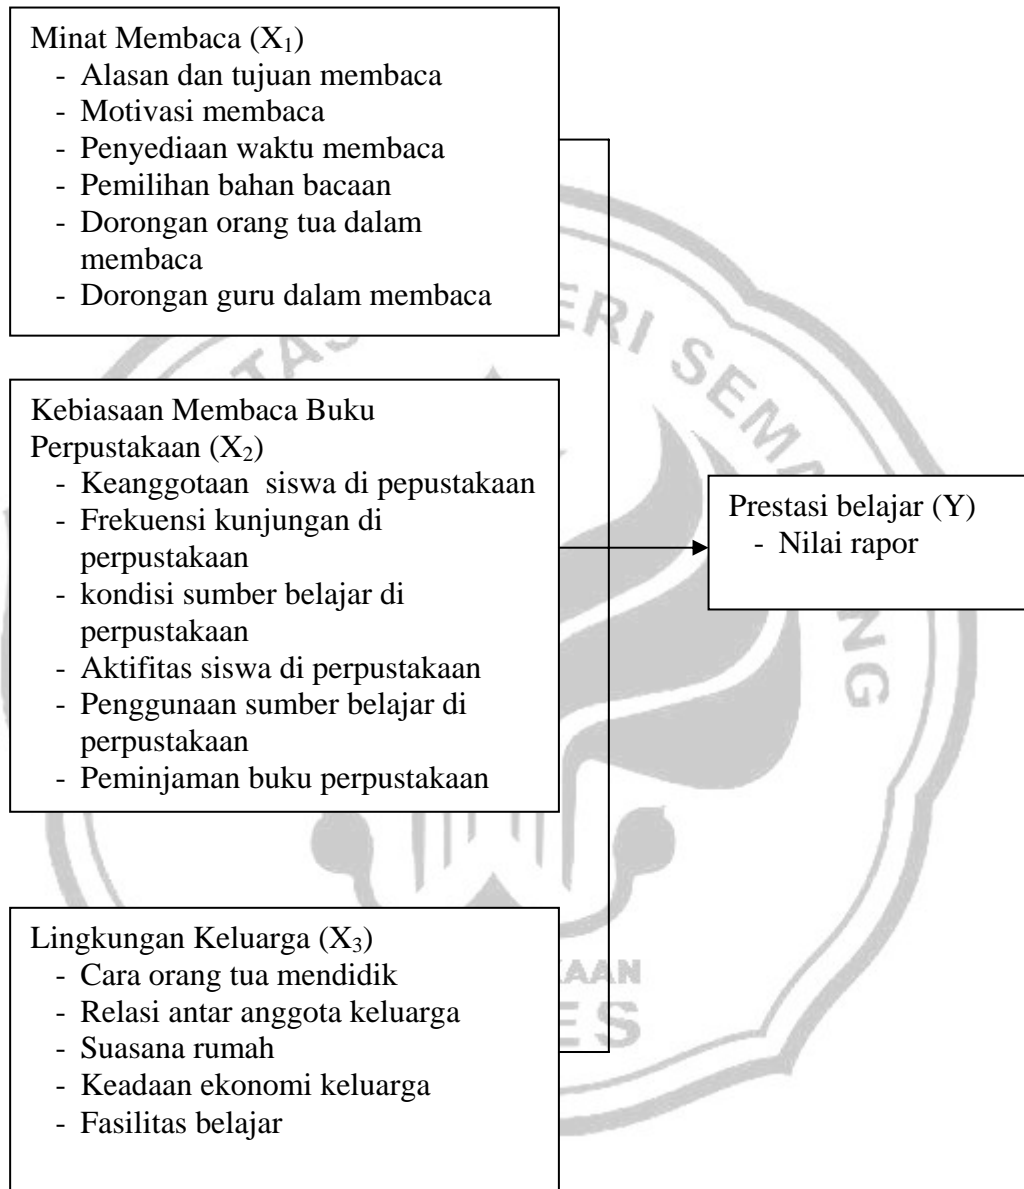 Minat Membaca (X₁)
- Alasan dan tujuan membaca
- Motivasi membaca
- Penyediaan waktu membaca
- Pemilihan bahan bacaan
- Dorongan orang tua dalam
membaca
- Dorongan guru dalam membaca
Kebiasaan Membaca Buku
Perpustakaan (X₂)
- Keanggotaan siswa di pepustakaan
- Frekuensi kunjungan di
perpustakaan
- kondisi sumber belajar di
perpustakaan
- Aktifitas siswa di perpustakaan
- Penggunaan sumber belajar di
perpustakaan
- Peminjaman buku perpustakaan
Prestasi belajar (Y)
- Nilai rapor
Lingkungan Keluarga (X₃)
- Cara orang tua mendidik
- Relasi antar anggota keluarga
- Suasana rumah
- Keadaan ekonomi keluarga
- Fasilitas belajar